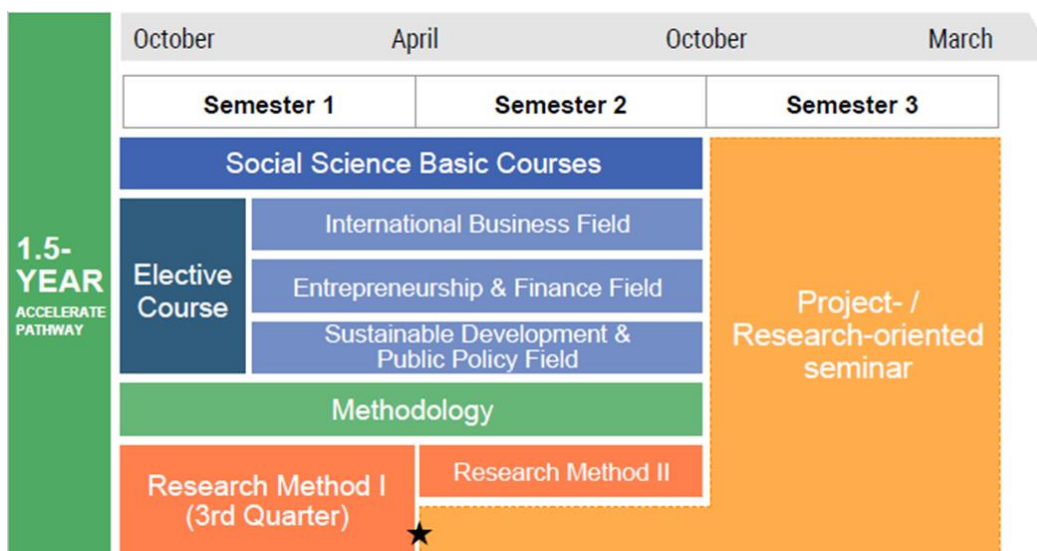 October April October March
Semester 1 Semester 2 Semester 3
1.5-
YEAR
ACCELERATE
PATHWAY
Social Science Basic Courses
Elective
Course
International Business Field
Entrepreneurship & Finance Field
Sustainable Development &
Public Policy Field
Methodology
Research Method I
(3rd Quarter)
Research Method II
Project- /
Research-oriented
seminar